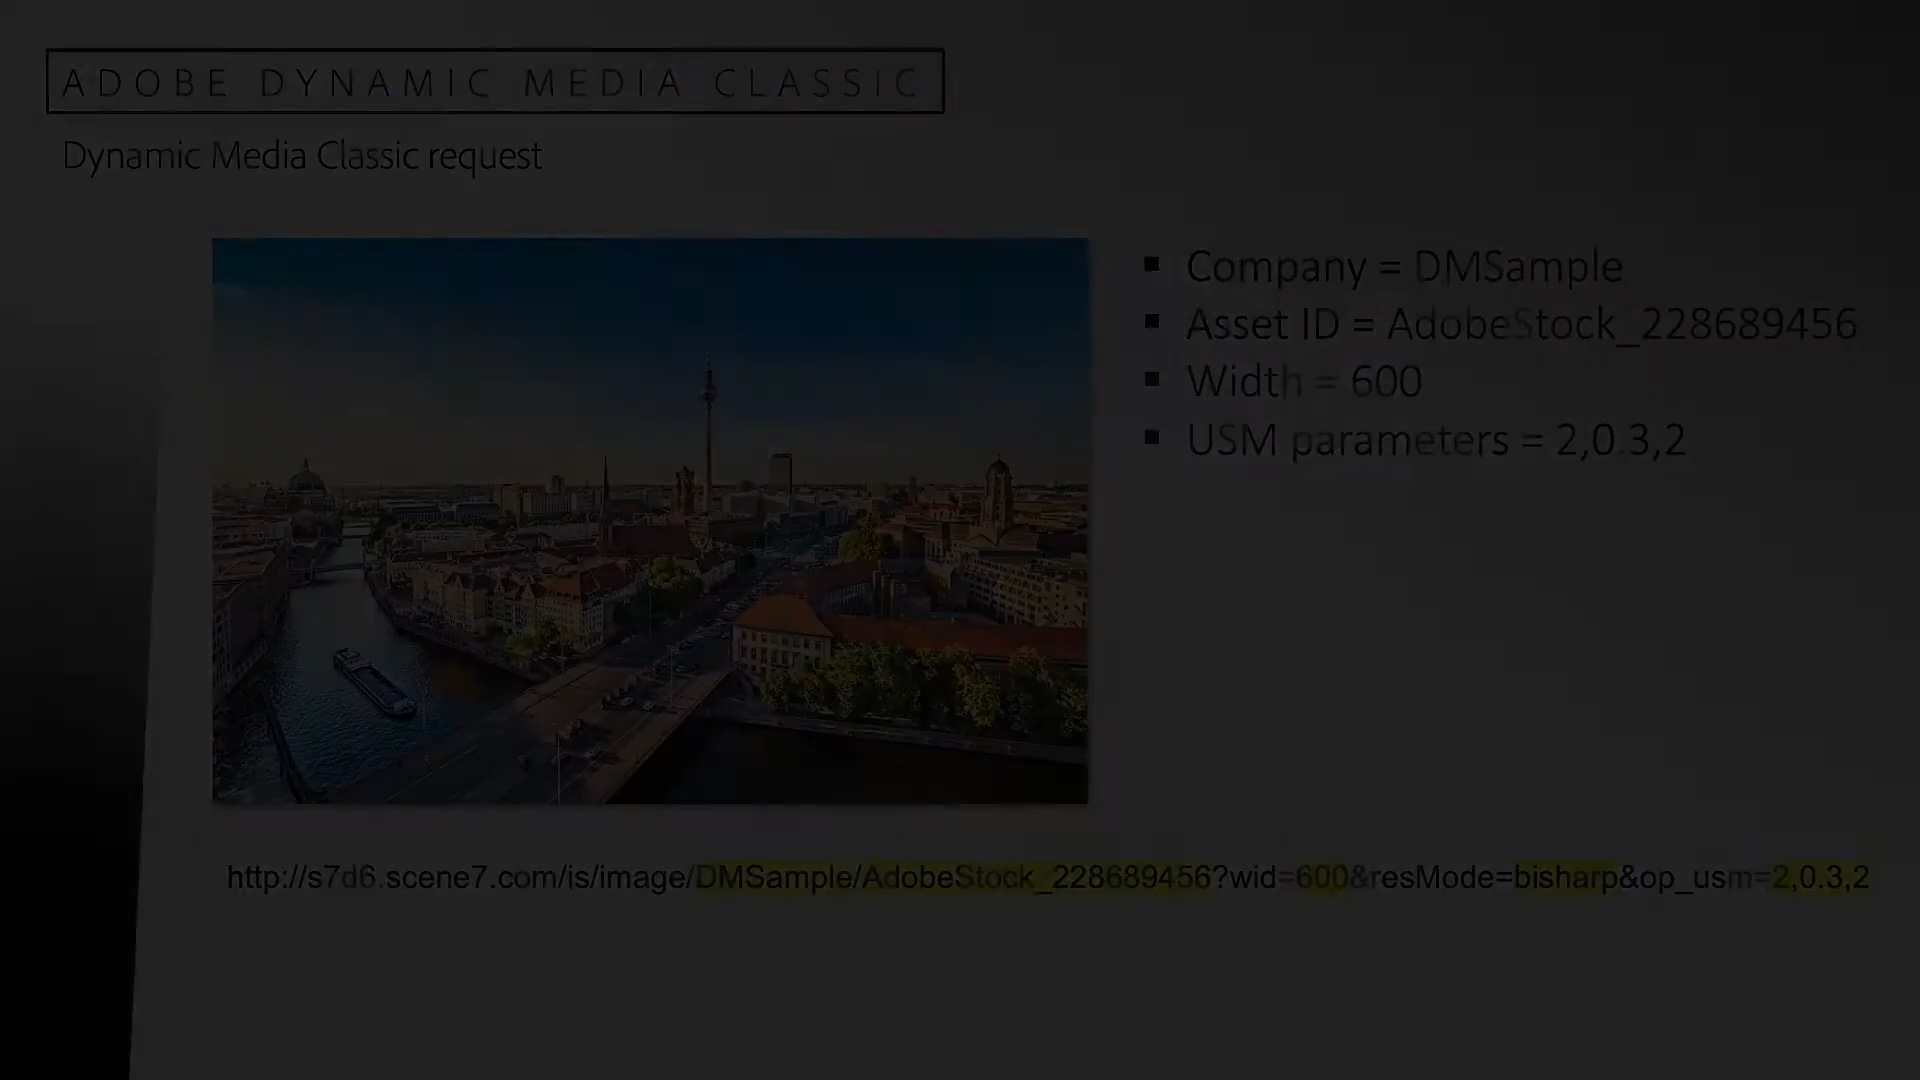 ADOBE DYNAMIC MEDIA CLASSIC
Dynamic Media Classic request
▪ Company = DMSample
▪ Asset ID = AdobeStock_228689456
▪ Width = 600
▪ USM parameters = 2,0.3,2
http://s7d6.scene7.com/is/image/DMSample/AdobeStock_228689456?wid=600&resMode=bisharp&op_usm=2,0.3,2